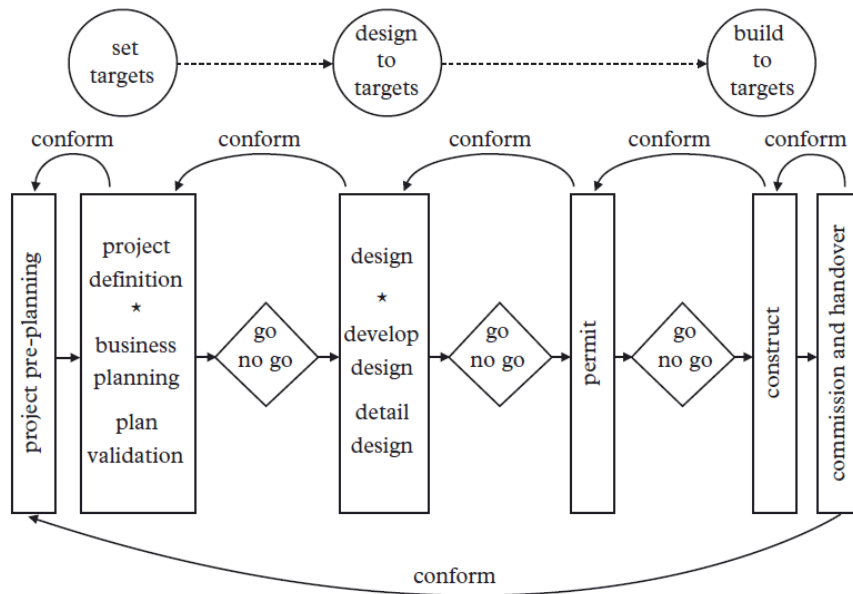 set
targets
design
to
targets
build
to
targets
conform
conform
conform
conform
conform
project pre-planning
project
definition
★
business
planning
plan
validation
go
no go
design
★
develop
design
detail
design
go
no go
permit
go
no go
construct
commission and handover
conform